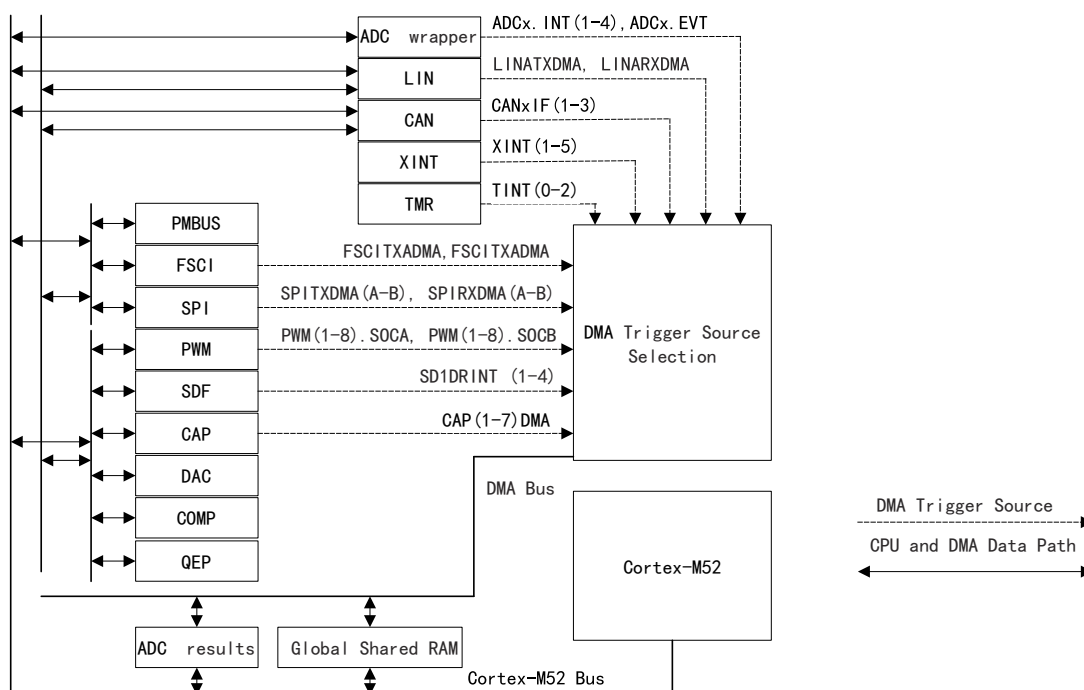 ADC wrapper
ADCx.INT(1-4),ADCx.EVT
LIN
LINATXDMA, LINARXDMA
CAN
CANxIF(1-3)
XINT
XINT(1-5)
TMR
TINT(0-2)
PMBUS
FSCI
FSCITXADMA,FSCITXADMA
SPI
SPITXDMA(A-B), SPIRXDMA(A-B)
PWM
PWM(1-8).SOCA, PWM(1-8).SOCB
SDF
SD1DRINT (1-4)
CAP
CAP(1-7)DMA
DAC
COMP
QEP
DMA Trigger Source
Selection
DMA Bus
Cortex-M52
DMA Trigger Source
CPU and DMA Data Path
ADC results
Global Shared RAM
Cortex-M52 Bus